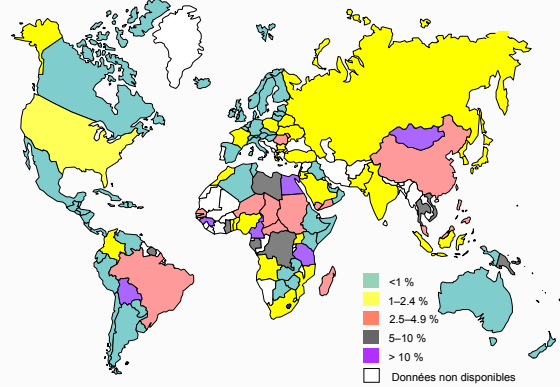 <1 %
1–2.4 %
2.5–4.9 %
5–10 %
> 10 %
Données non disponibles